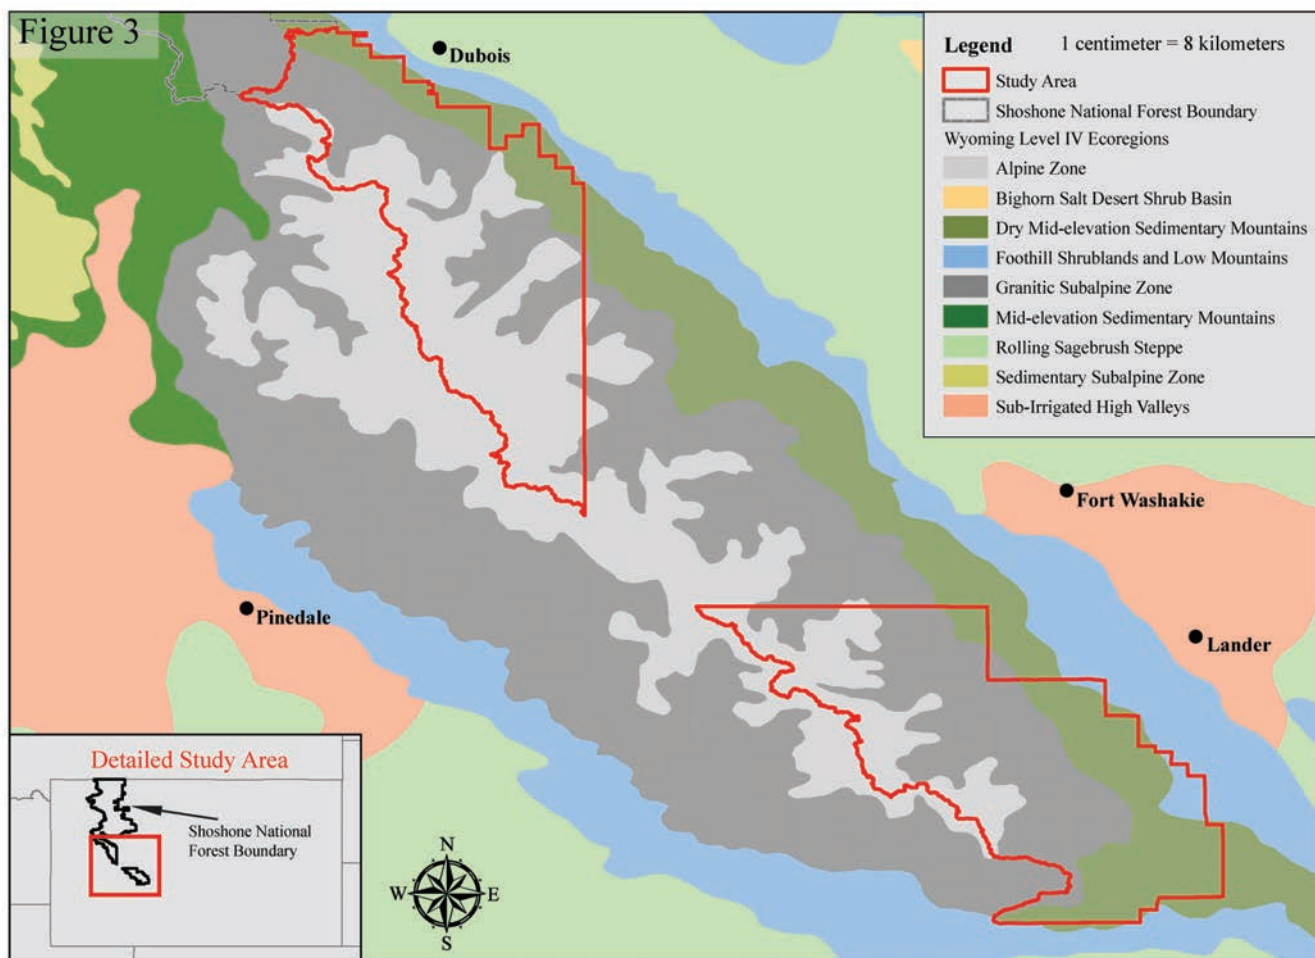 Figure 3
Dubois
Legend 1 centimeter = 8 kilometers
Study Area
Shoshone National Forest Boundary
Wyoming Level IV Ecoregions
Alpine Zone
Bighorn Salt Desert Shrub Basin
Dry Mid-elevation Sedimentary Mountains
Foothill Shrublands and Low Mountains
Granitic Subalpine Zone
Mid-elevation Sedimentary Mountains
Rolling Sagebrush Steppe
Sedimentary Subalpine Zone
Sub-Irrigated High Valleys
Fort Washakie
Pinedale
Lander
Detailed Study Area
Shoshone National
Forest Boundary
N
W E
S